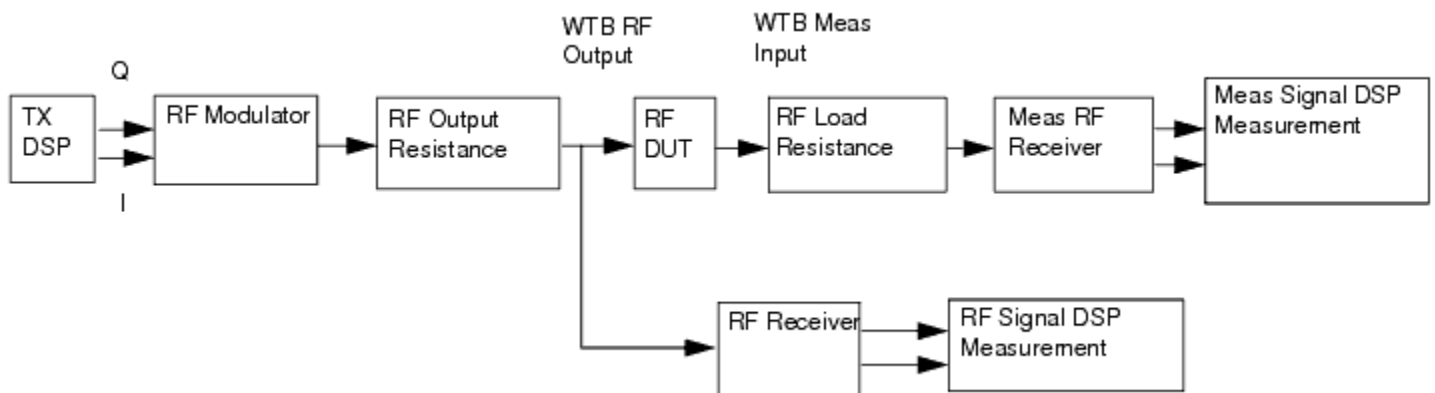 WTB RF
Output
WTB Meas
Input
Q
TX
DSP
RF Modulator
RF Output
Resistance
RF
DUT
RF Load
Resistance
Meas RF
Receiver
Meas Signal DSP
Measurement
I
RF Receiver
RF Signal DSP
Measurement